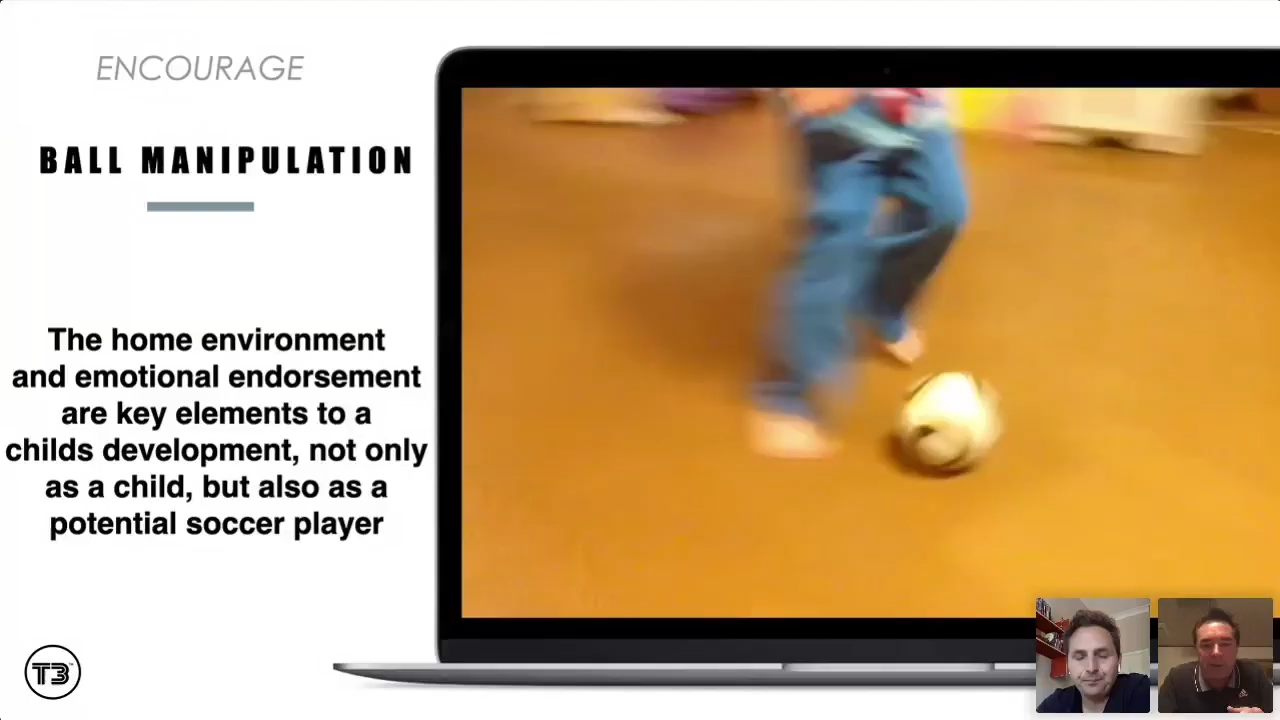 ENCOURAGE
BALL MANIPULATION
The home environment
and emotional endorsement
are key elements to a
childs development, not only
as a child, but also as a
potential soccer player
T3